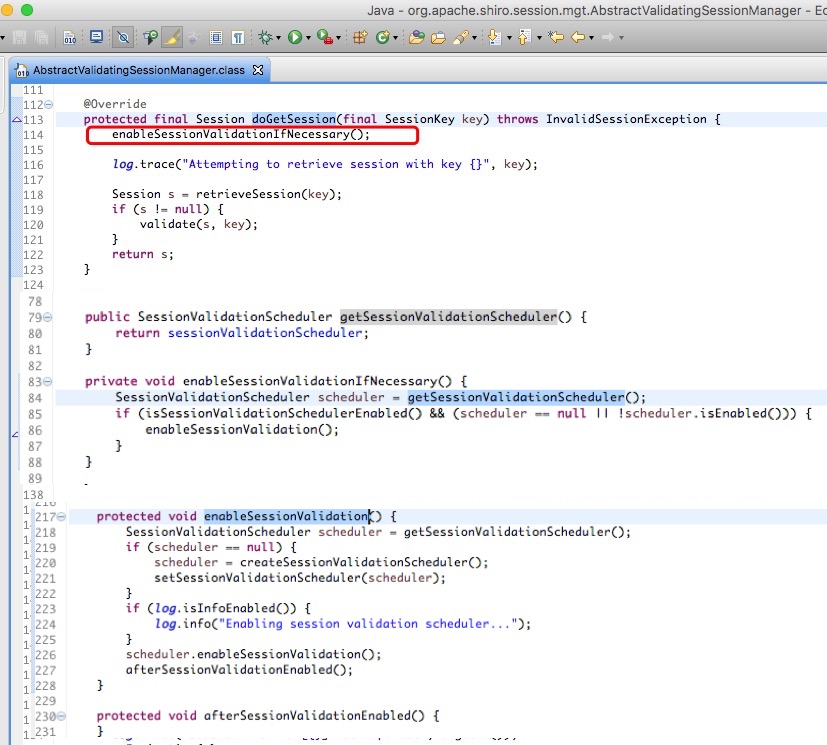 Java - org.apache.shiro.session.mgt.AbstractValidatingSessionManager - Ec
AbstractValidatingSessionManager.class
111
112 @Override
113 protected final Session doGetSession(final SessionKey key) throws InvalidSessionException {
114 enableSessionValidationIfNecessary();
115
116 log.trace("Attempting to retrieve session with key {}", key);
117
118 Session s = retrieveSession(key);
119 if (s != null) {
120 validate(s, key);
121 }
122 return s;
123 }
124
78
79 public SessionValidationScheduler getSessionValidationScheduler() {
80 return sessionValidationScheduler;
81 }
82
83 private void enableSessionValidationIfNecessary() {
84 SessionValidationScheduler scheduler = getSessionValidationScheduler();
85 if (isSessionValidationSchedulerEnabled() && (scheduler == null || !scheduler.isEnabled())) {
86 enableSessionValidation();
87 }
88 }
89
138
217 protected void enableSessionValidation() {
218 SessionValidationScheduler scheduler = getSessionValidationScheduler();
219 if (scheduler == null) {
220 scheduler = createSessionValidationScheduler();
221 setSessionValidationScheduler(scheduler);
222 }
223 if (log.isInfoEnabled()) {
224 log.info("Enabling session validation scheduler...");
225 }
226 scheduler.enableSessionValidation();
227 afterSessionValidationEnabled();
228 }
229
230 protected void afterSessionValidationEnabled() {
231 }